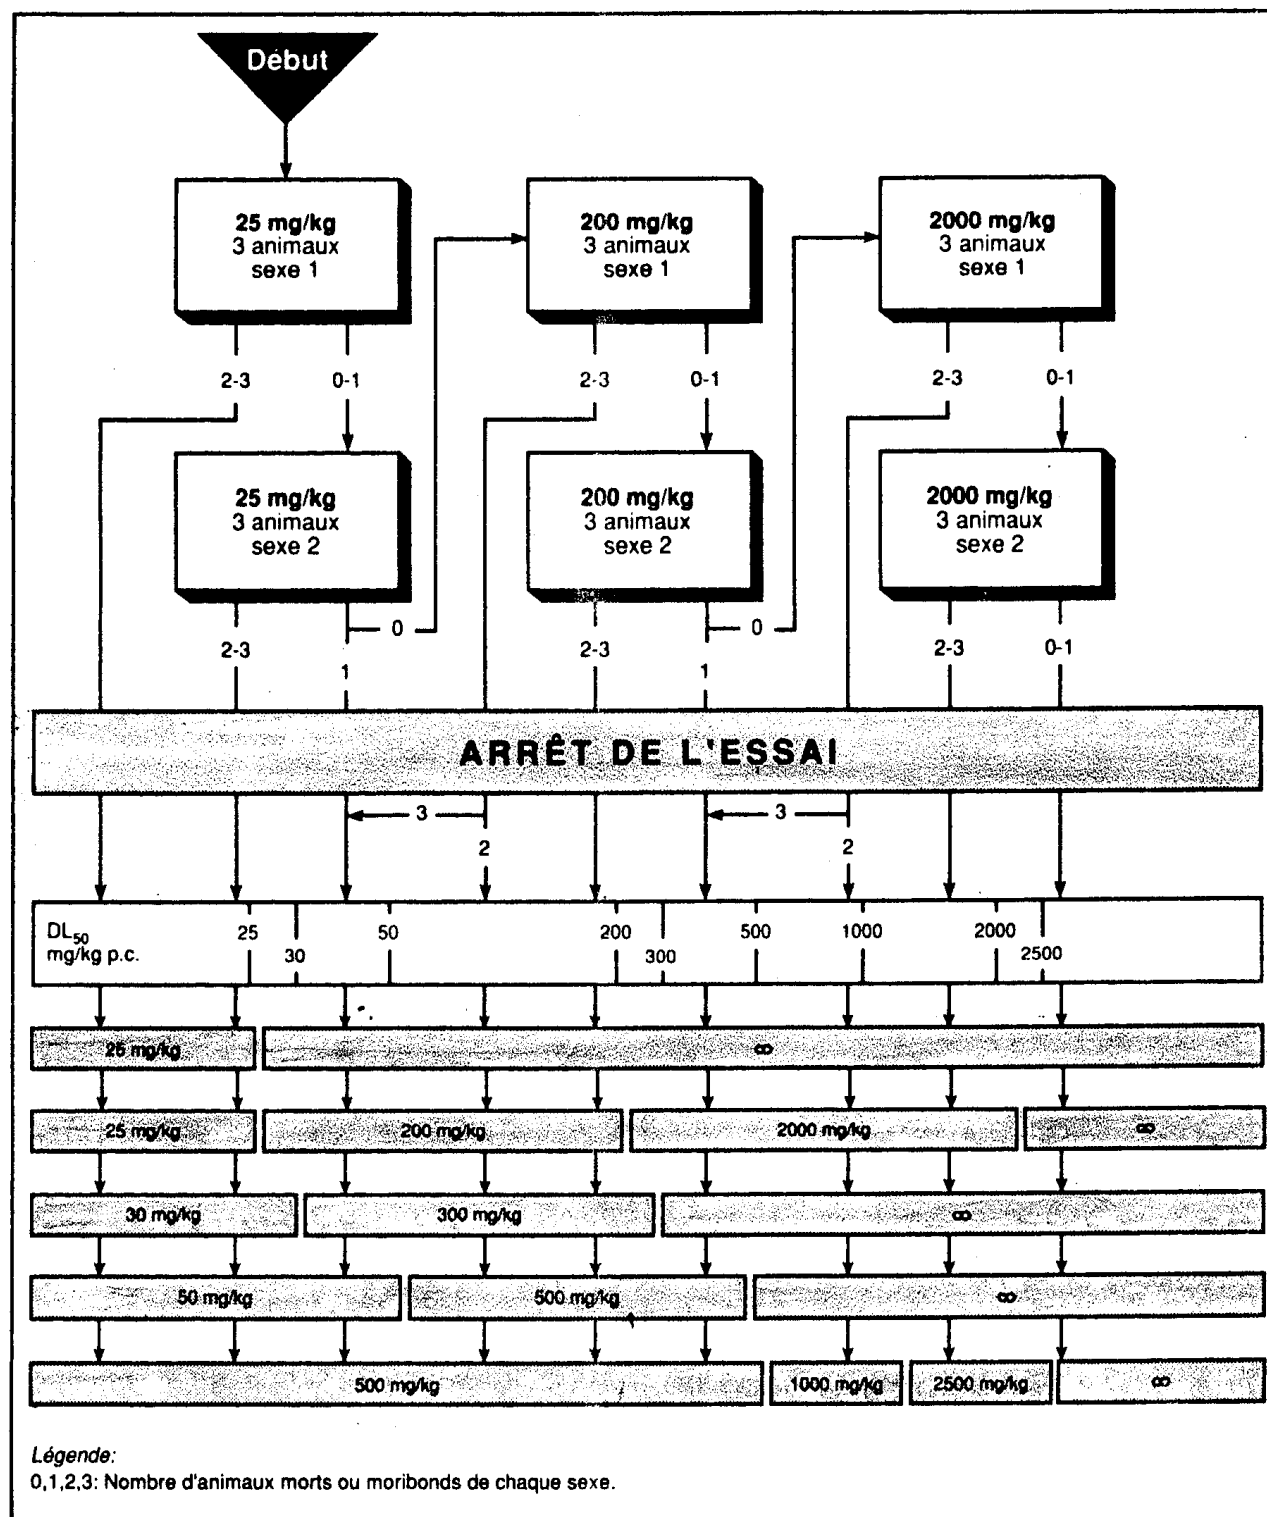 Début
25 mg/kg
3 animaux
sexe 1
200 mg/kg
3 animaux
sexe 1
2000 mg/kg
3 animaux
sexe 1
2-3
0-1
2-3
0-1
2-3
0-1
25 mg/kg
3 animaux
sexe 2
200 mg/kg
3 animaux
sexe 2
2000 mg/kg
3 animaux
sexe 2
0
0
2-3
1
2-3
1
2-3
0-1
ARRÊT DE L'ESSAI
3
3
2
2
DL50
mg/kg p.c.
25
30
50
200
300
500
1000
2000
2500
25 mg/kg
∞
25 mg/kg
200 mg/kg
2000 mg/kg
∞
30 mg/kg
300 mg/kg
∞
50 mg/kg
500 mg/kg
∞
500 mg/kg
1000 mg/kg
2500 mg/kg
∞
Légende:
0,1,2,3: Nombre d'animaux morts ou moribonds de chaque sexe.